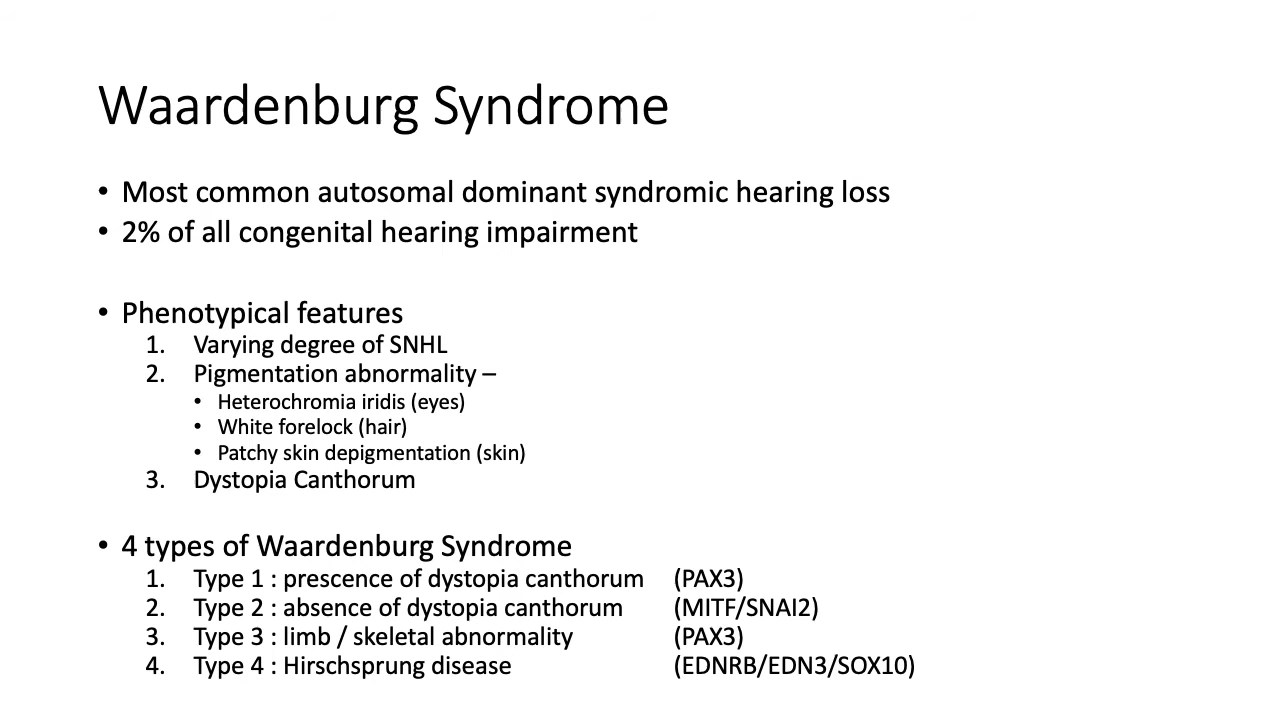 Waardenburg Syndrome
• Most common autosomal dominant syndromic hearing loss
• 2% of all congenital hearing impairment
• Phenotypical features
1. Varying degree of SNHL
2. Pigmentation abnormality –
• Heterochromia iridis (eyes)
• White forelock (hair)
• Patchy skin depigmentation (skin)
3. Dystopia Canthorum
• 4 types of Waardenburg Syndrome
1. Type 1 : prescence of dystopia canthorum (PAX3)
2. Type 2 : absence of dystopia canthorum (MITF/SNAI2)
3. Type 3 : limb / skeletal abnormality (PAX3)
4. Type 4 : Hirschsprung disease (EDNRB/EDN3/SOX10)